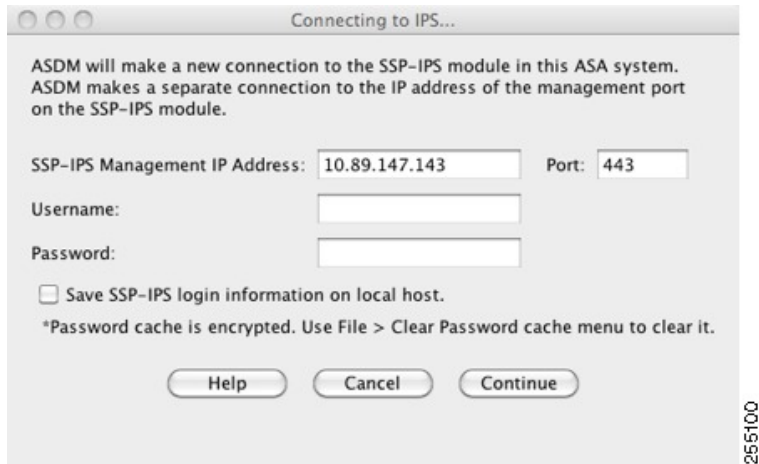 Connecting to IPS...
ASDM will make a new connection to the SSP-IPS module in this ASA system.
ASDM makes a separate connection to the IP address of the management port
on the SSP-IPS module.
SSP-IPS Management IP Address: 10.89.147.143 Port: 443
Username:
Password:
Save SSP-IPS login information on local host.
*Password cache is encrypted. Use File > Clear Password cache menu to clear it.
Help Cancel Continue
255100